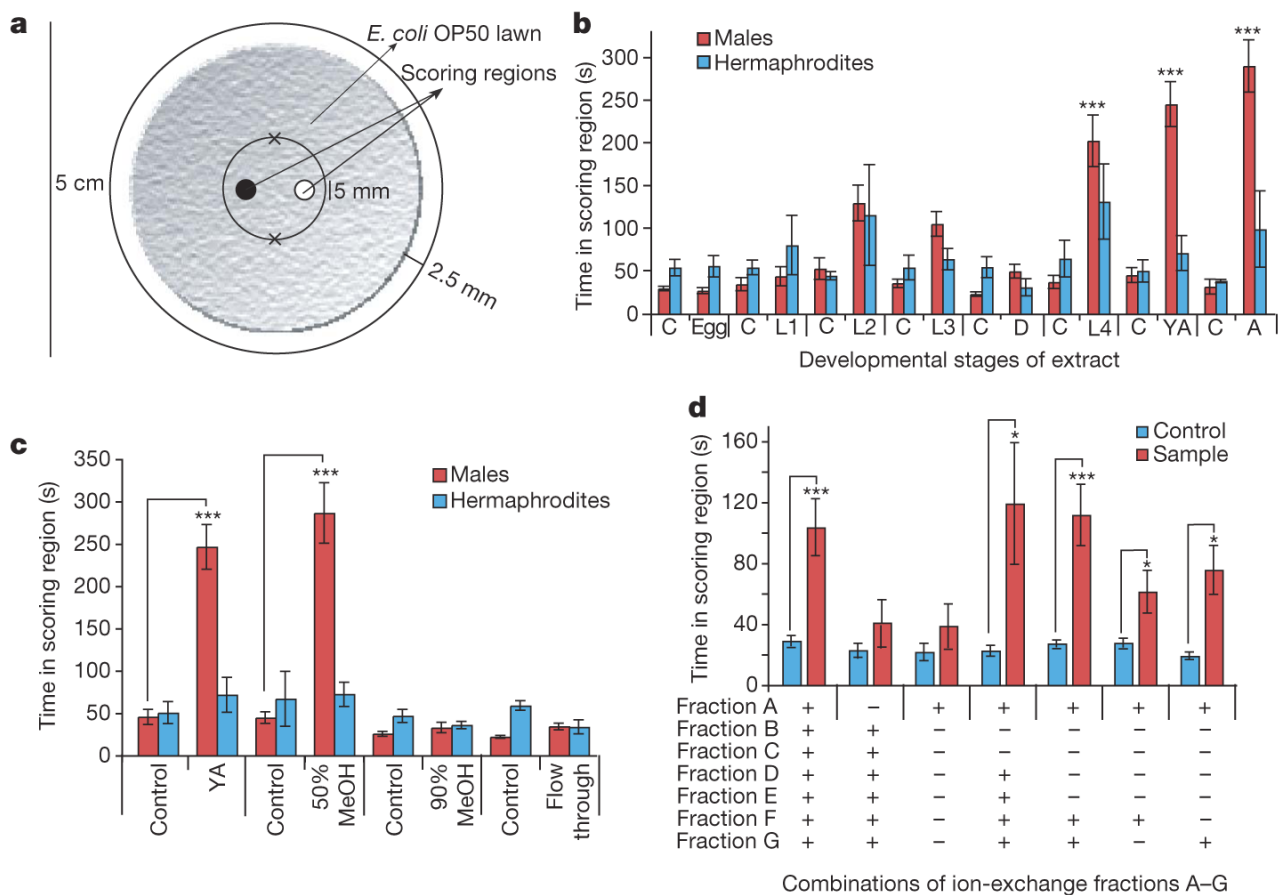 a
E. coli OP50 lawn
Scoring regions
5 cm
5 mm
2.5 mm
b
Males
Hermaphrodites
Time in scoring region (s)
300
250
200
150
100
50
0
*** *** ***
C Egg C L1 C L2 C L3 C D C L4 C YA C A
Developmental stages of extract
c
Males
Hermaphrodites
Time in scoring region (s)
350
300
250
200
150
100
50
0
*** ***
Control
YA
Control
50%
MeOH
Control
90%
MeOH
Control
Flow
through
d
Control
Sample
Time in scoring region (s)
160
120
80
40
0
*** * *** * *
Fraction A + – + + + – +
Fraction B + + – – – – –
Fraction C + + – – – – –
Fraction D + + – + – – –
Fraction E + + – + – – –
Fraction F + + – + + + –
Fraction G + + – + + – +
Combinations of ion-exchange fractions A–G